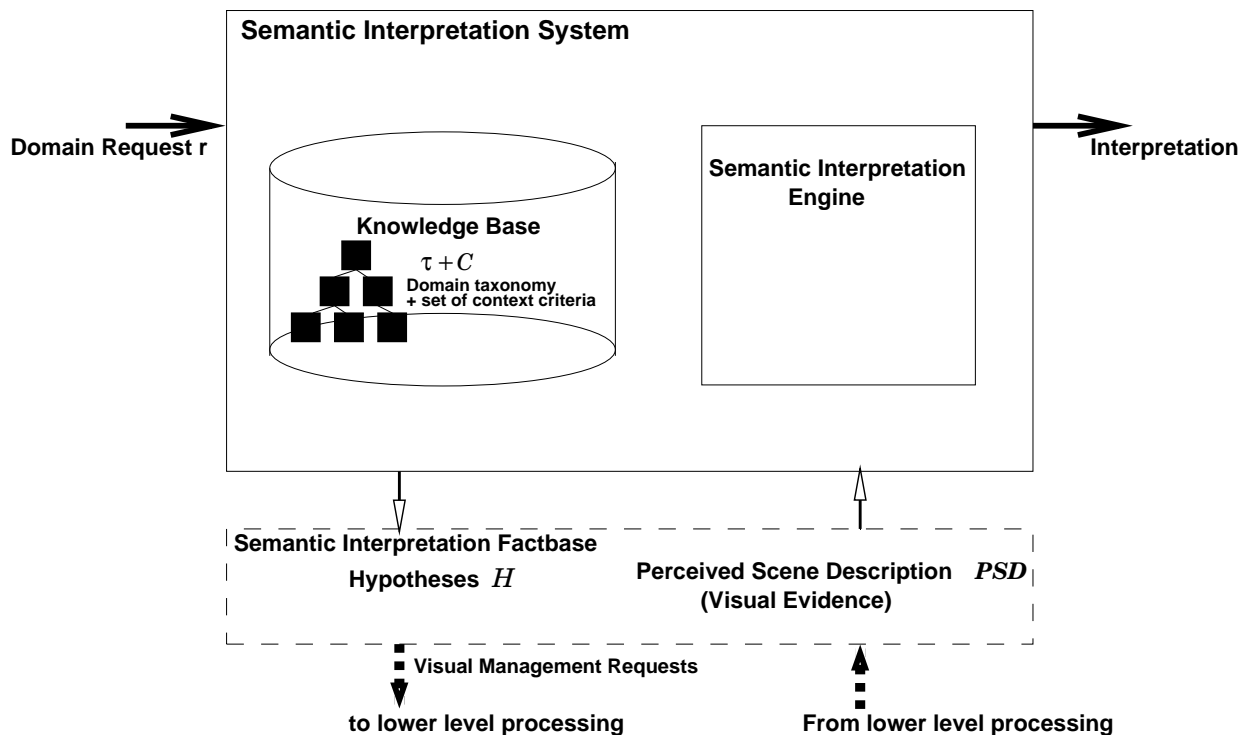 Semantic Interpretation System
Domain Request r
Interpretation
Semantic Interpretation
Engine
Knowledge Base
τ + C
Domain taxonomy
+ set of context criteria
Semantic Interpretation Factbase
Hypotheses H
Perceived Scene Description PSD
(Visual Evidence)
Visual Management Requests
to lower level processing
From lower level processing